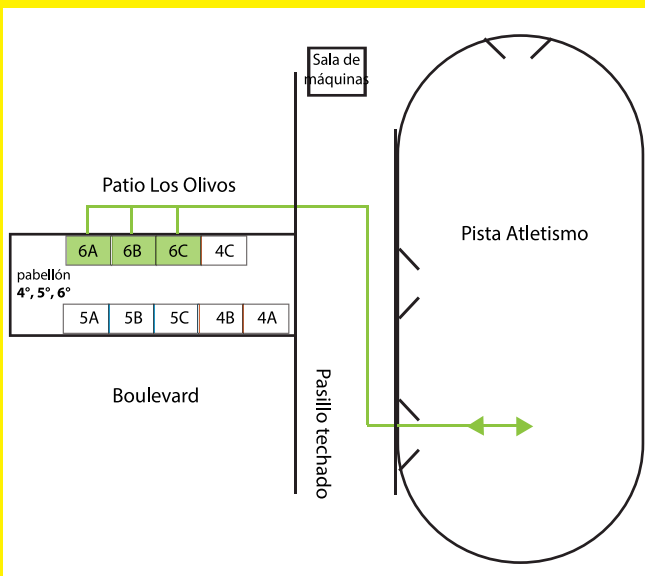 Sala de
máquinas
Patio Los Olivos
Pista Atletismo
6A 6B 6C 4C
pabellón
4°, 5°, 6°
5A 5B 5C 4B 4A
Boulevard
Pasillo techado